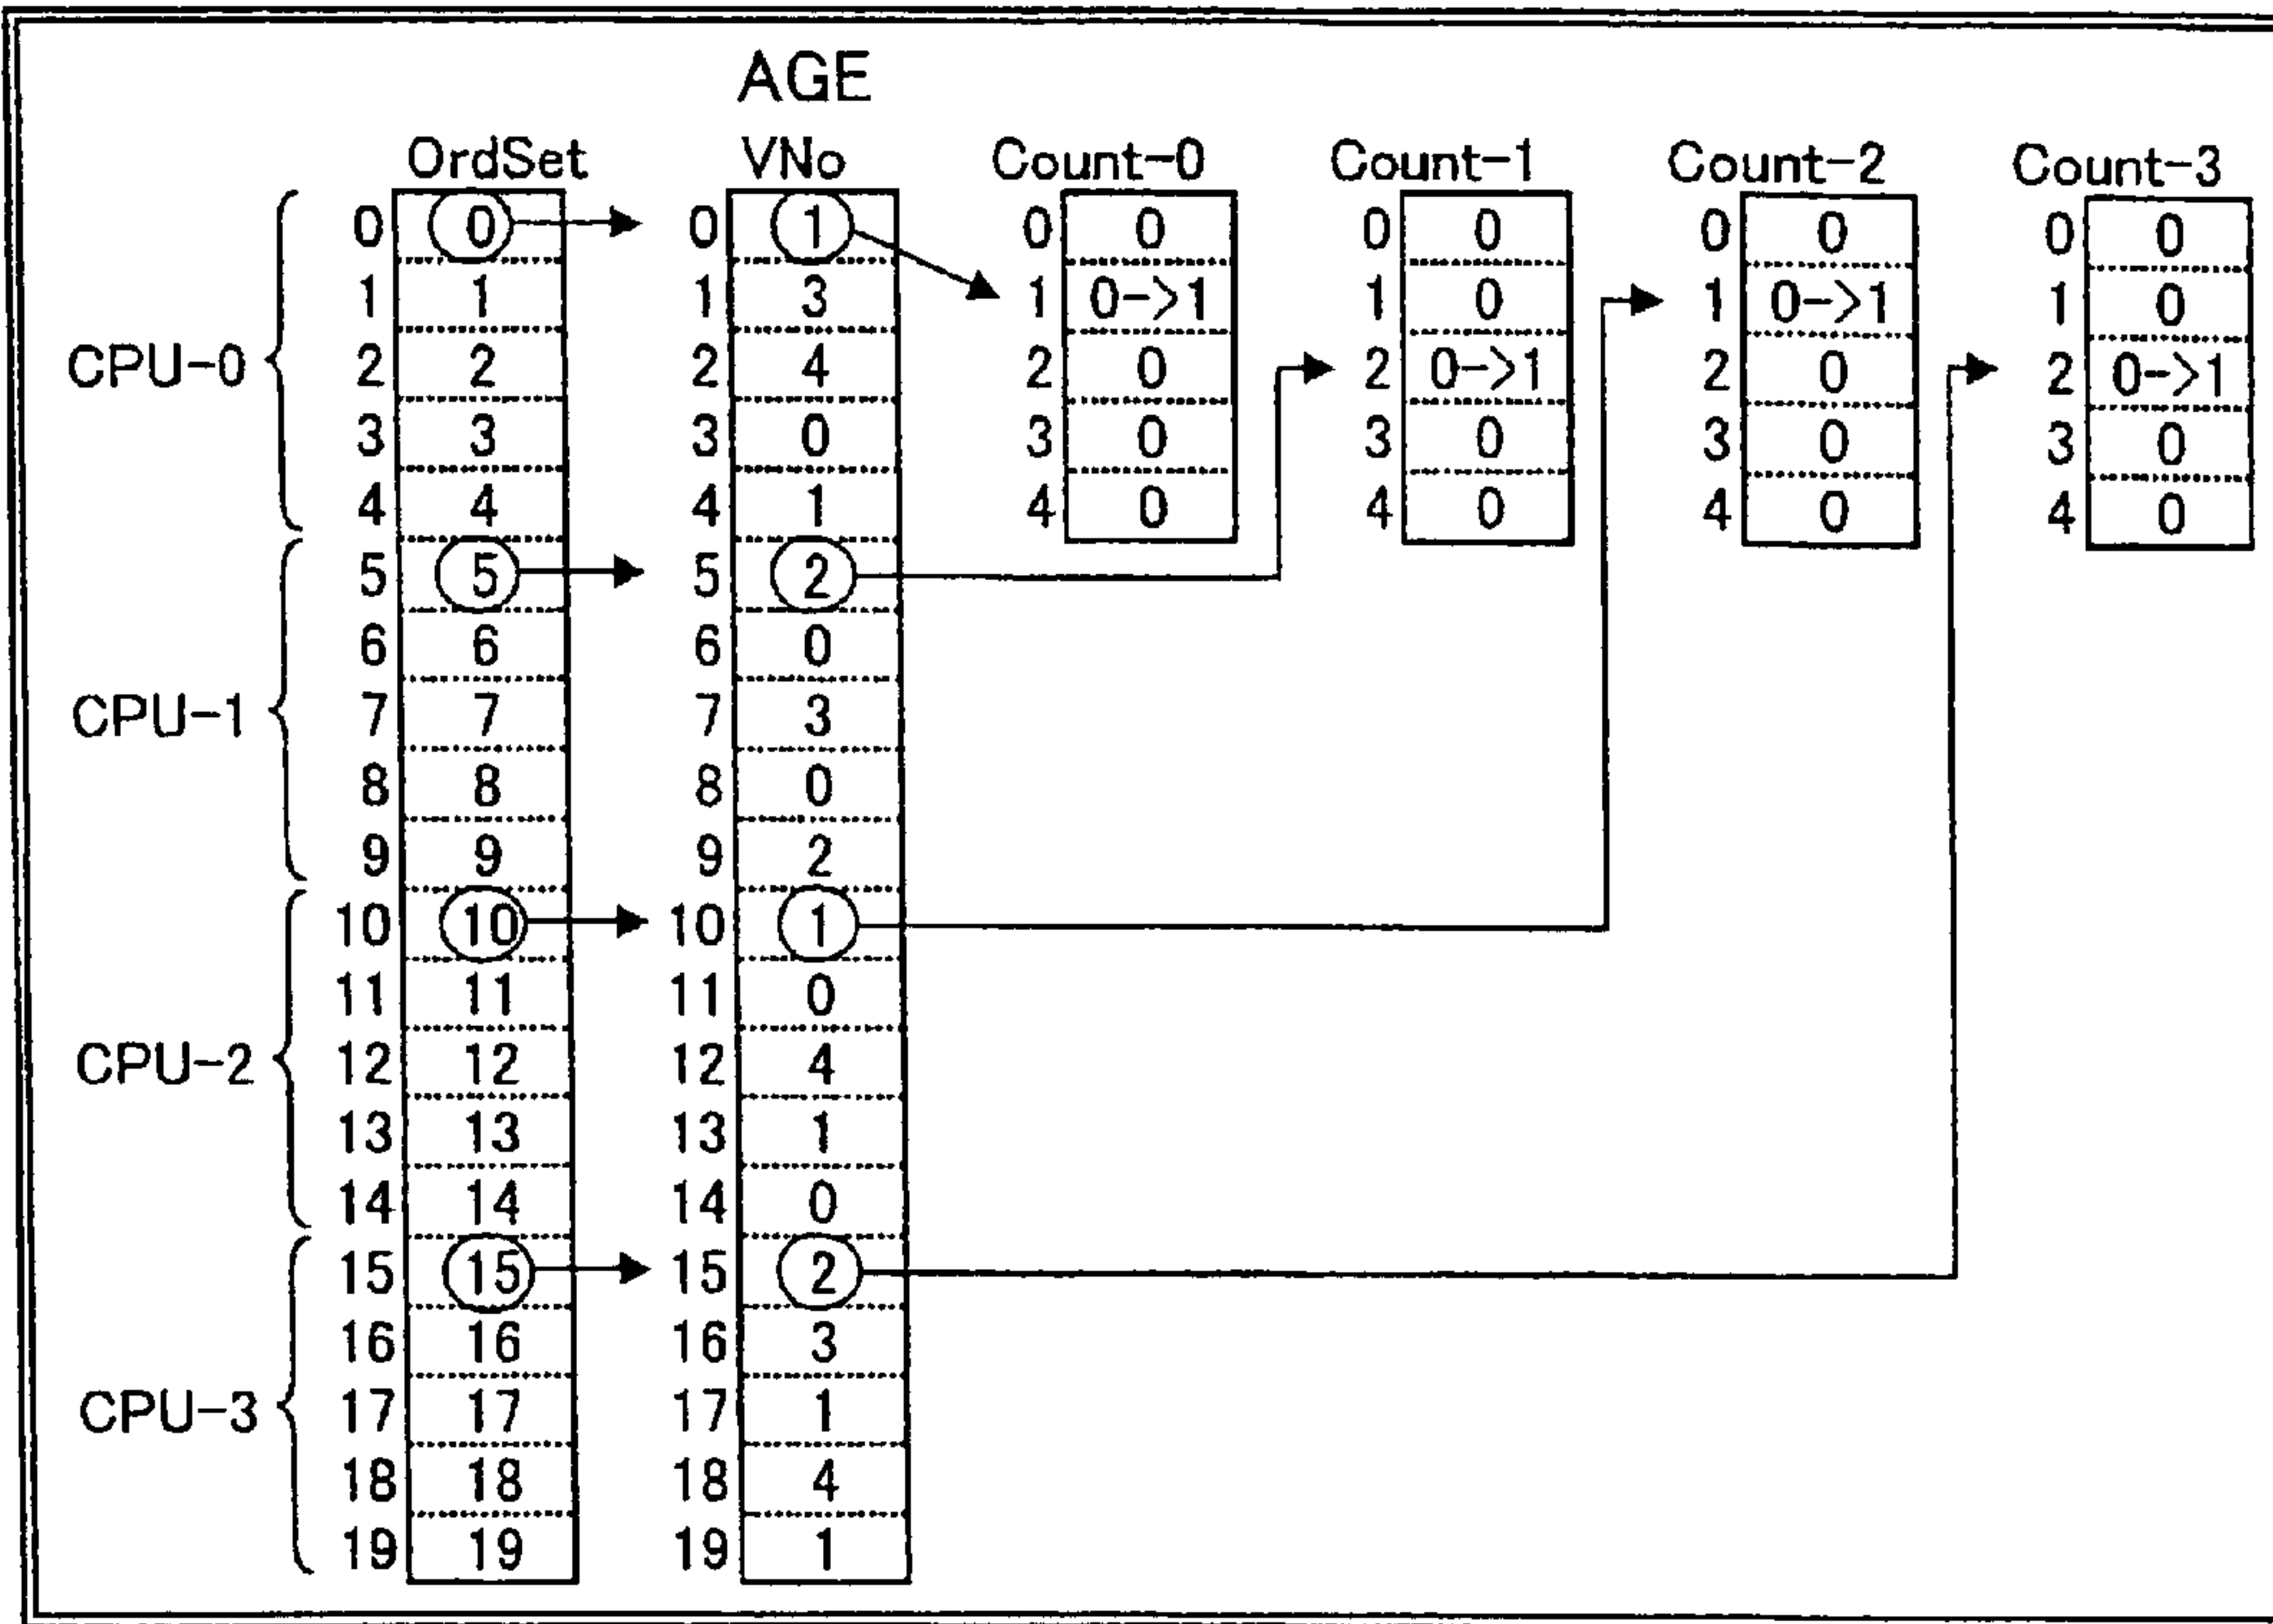 AGE
OrdSet VNo Count-0 Count-1 Count-2 Count-3
0 0 0 1 0 0 0 0 0 0 0 0
1 1 1 3 1 0->1 1 0 1 0->1 1 0
CPU-0 2 2 2 4 2 0 2 0->1 2 0 2 0->1
3 3 3 0 3 0 3 0 3 0 3 0
4 4 4 1 4 0 4 0 4 0 4 0
5 5 5 2
6 6 6 0
CPU-1 7 7 7 3
8 8 8 0
9 9 9 2
10 10 10 1
11 11 11 0
CPU-2 12 12 12 4
13 13 13 1
14 14 14 0
15 15 15 2
16 16 16 3
CPU-3 17 17 17 1
18 18 18 4
19 19 19 1